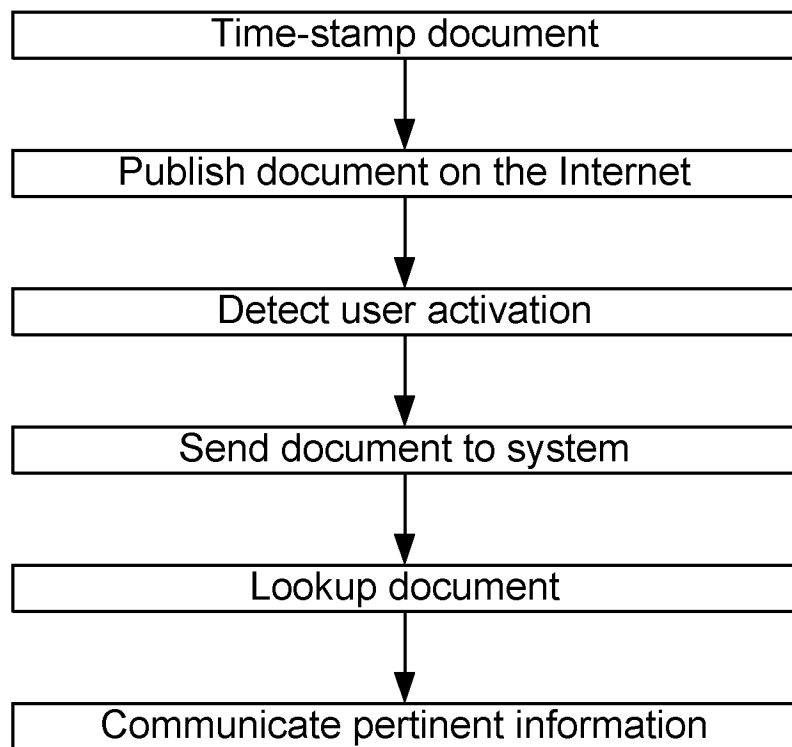 Time-stamp document
Publish document on the Internet
Detect user activation
Send document to system
Lookup document
Communicate pertinent information